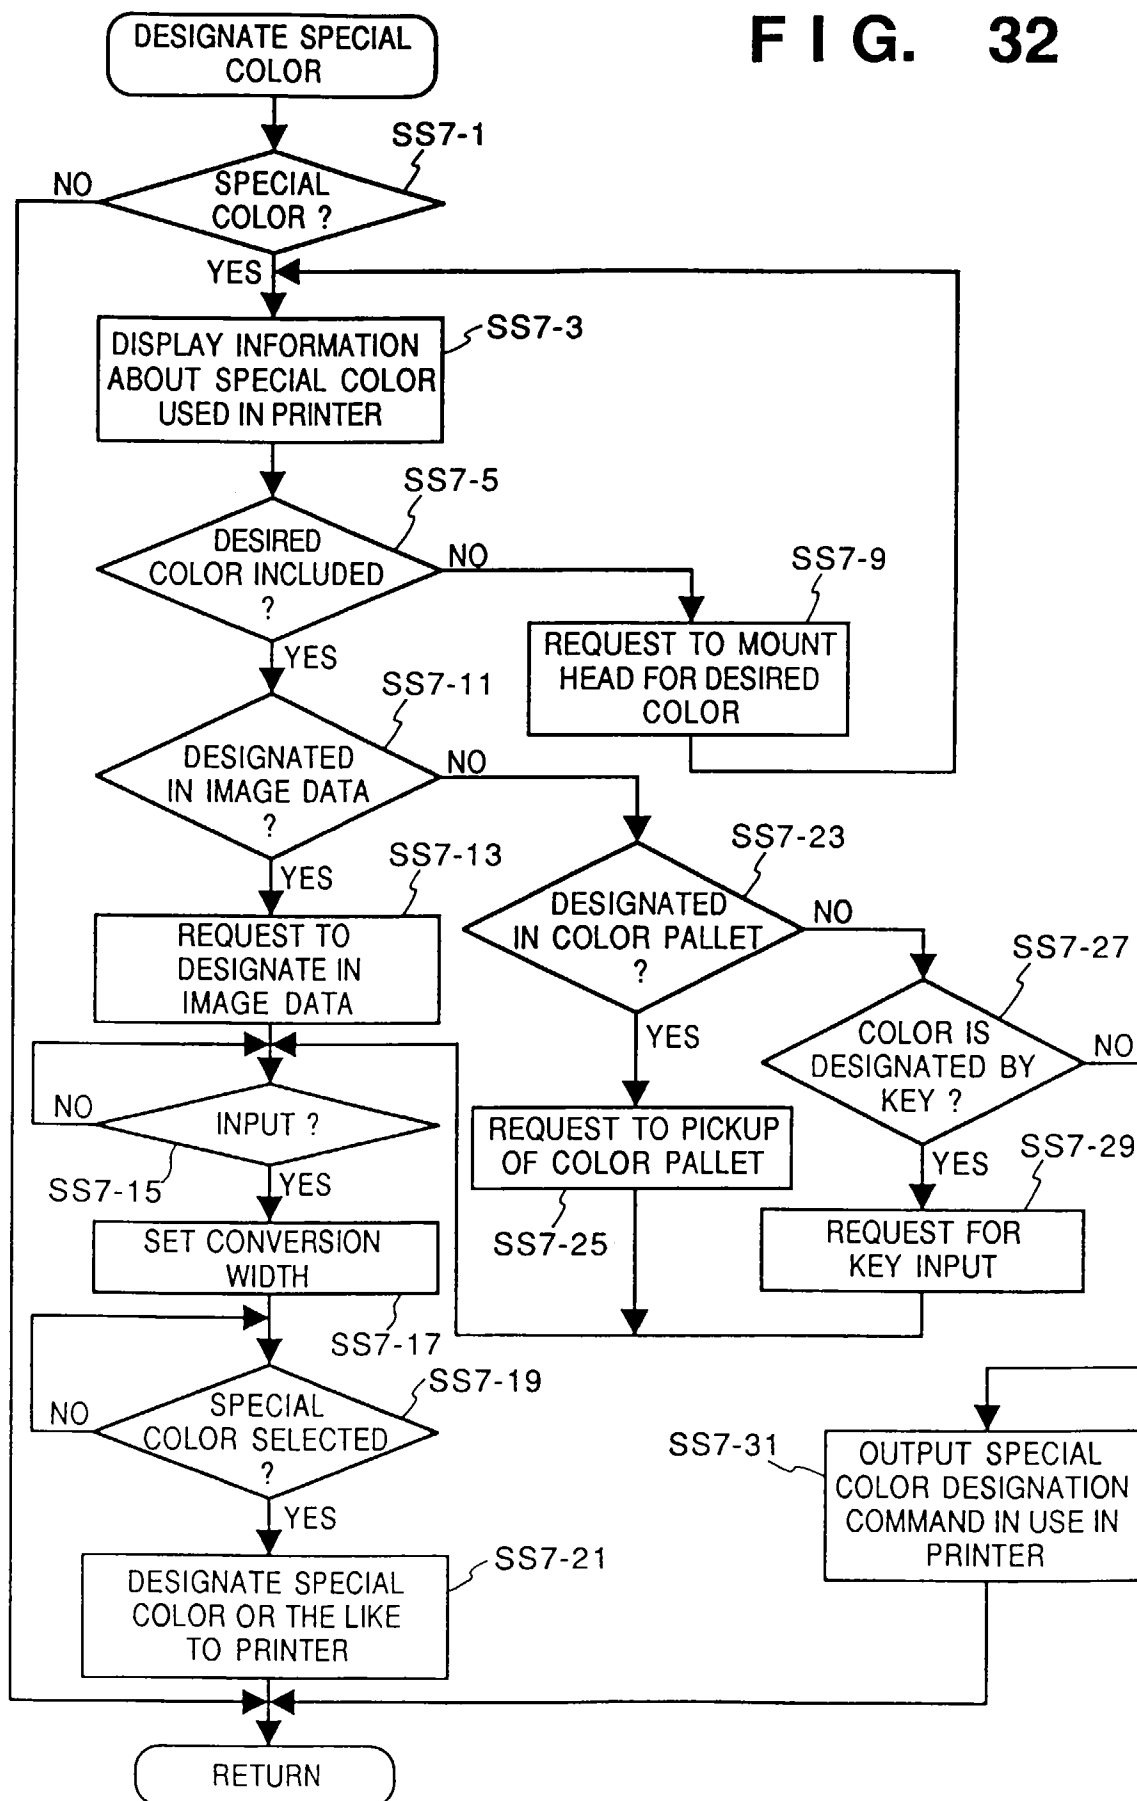 FIG. 32
DESIGNATE SPECIAL
COLOR
SS7-1
NO
SPECIAL
COLOR ?
YES
SS7-3
DISPLAY INFORMATION
ABOUT SPECIAL COLOR
USED IN PRINTER
SS7-5
DESIRED
COLOR INCLUDED
?
NO
YES
SS7-9
REQUEST TO MOUNT
HEAD FOR DESIRED
COLOR
SS7-11
DESIGNATED
IN IMAGE DATA
?
NO
YES
SS7-13
REQUEST TO
DESIGNATE IN
IMAGE DATA
SS7-23
DESIGNATED
IN COLOR PALLET
?
NO
YES
SS7-27
COLOR IS
DESIGNATED BY
KEY ?
NO
YES
NO
INPUT ?
SS7-15
YES
REQUEST TO PICKUP
OF COLOR PALLET
SS7-25
SS7-29
REQUEST FOR
KEY INPUT
SET CONVERSION
WIDTH
SS7-17
SS7-19
NO
SPECIAL
COLOR SELECTED
?
YES
SS7-31
OUTPUT SPECIAL
COLOR DESIGNATION
COMMAND IN USE IN
PRINTER
SS7-21
DESIGNATE SPECIAL
COLOR OR THE LIKE
TO PRINTER
RETURN